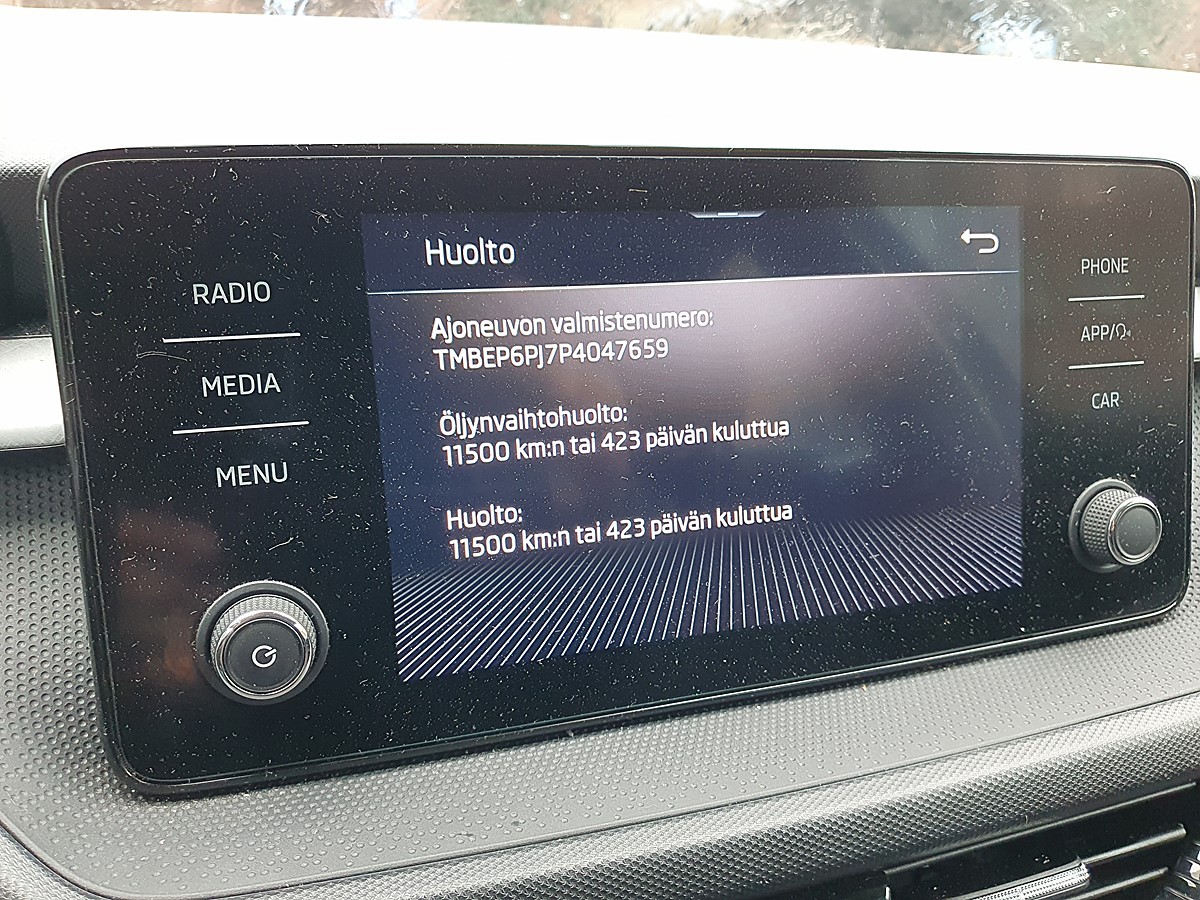 Huolto
RADIO
MEDIA
MENU
Ajoneuvon valmistenumero:
TMBEP6PJ7P4047659
Öljynvaihtohuolto:
11500 km:n tai 423 päivän kuluttua
Huolto:
11500 km:n tai 423 päivän kuluttua
PHONE
APP/
CAR